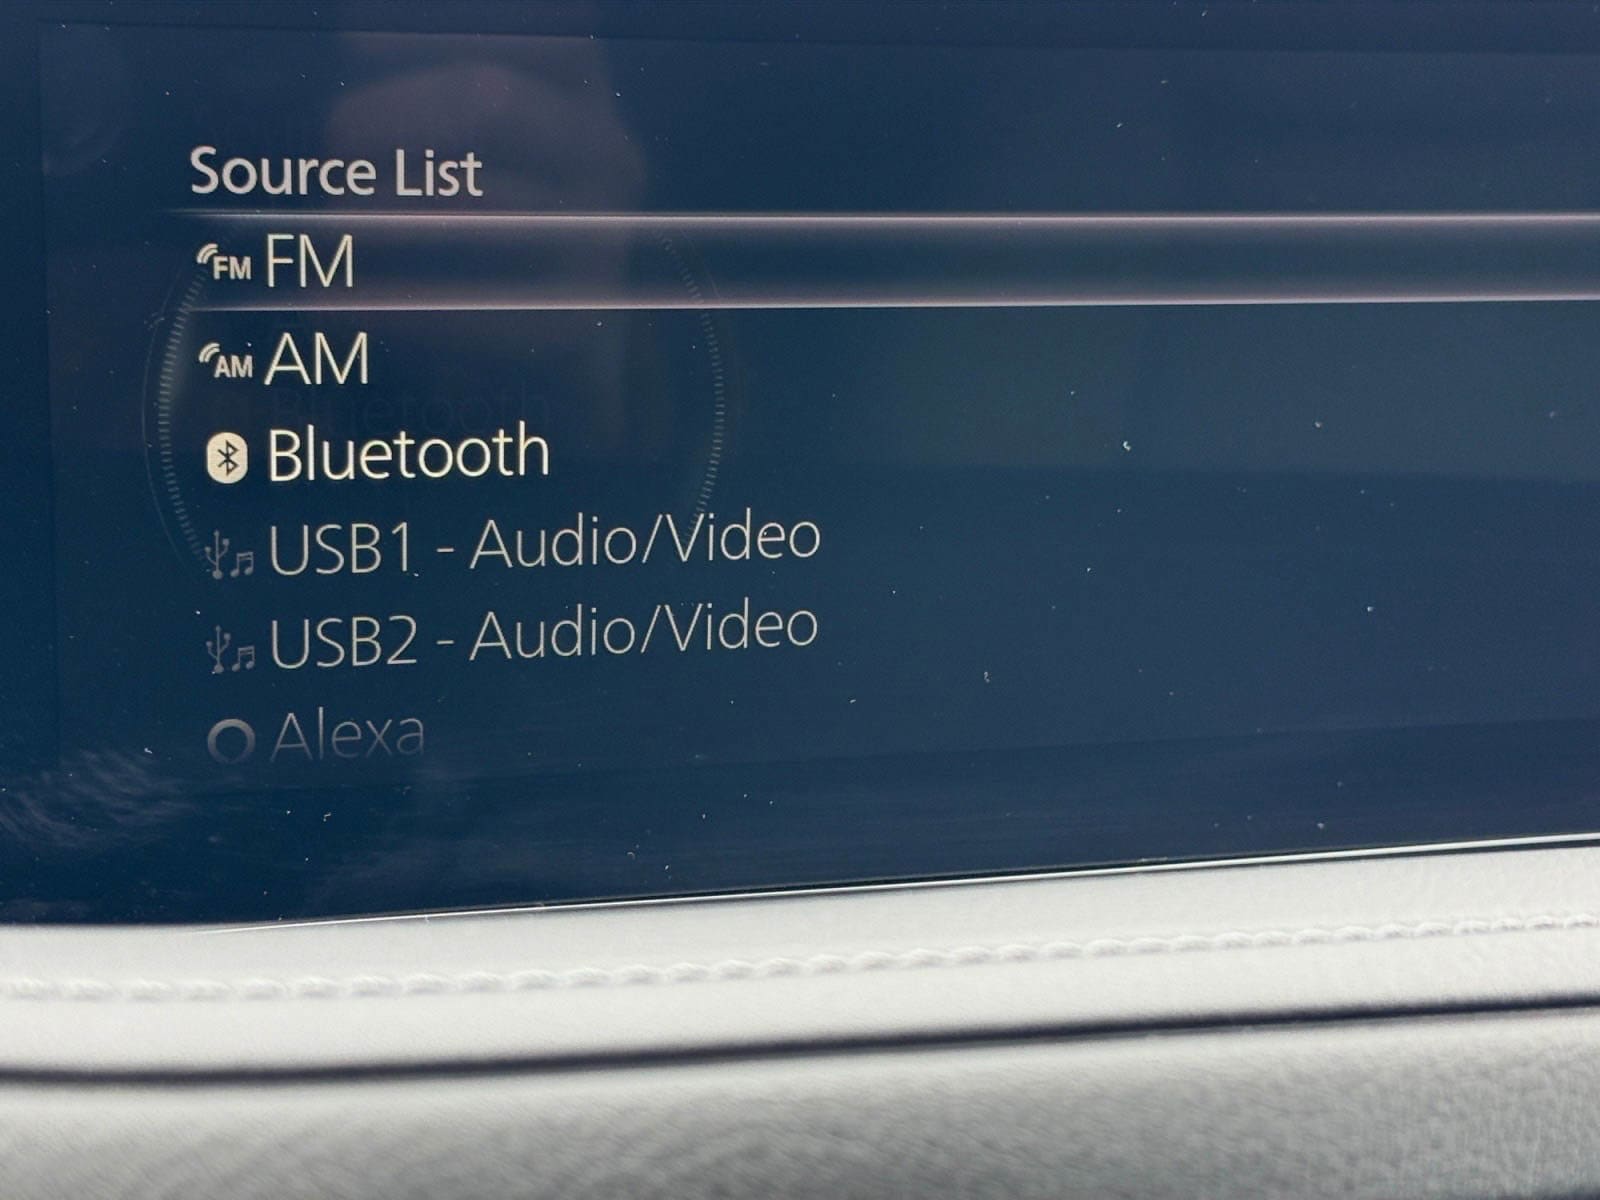 Source List
FM FM
AM AM
Bluetooth
USB1 - Audio/Video
USB2 - Audio/Video
Alexa